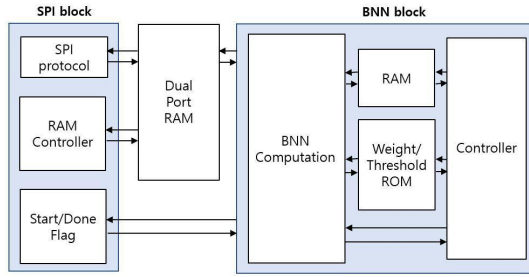 SPI block
BNN block
SPI
protocol
RAM
Controller
Start/Done
Flag
Dual
Port
RAM
BNN
Computation
RAM
Weight/
Threshold
ROM
Controller